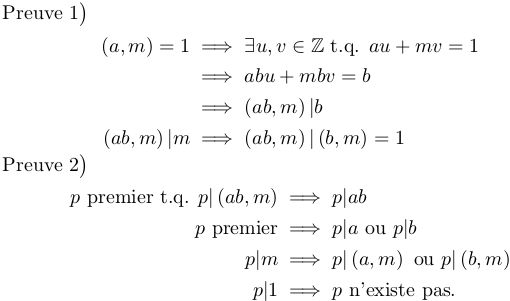 Preuve 1)
(a, m) = 1 ⟹ ∃u, v ∈ ℤ t.q. au + mv = 1
⟹ abu + mbv = b
⟹ (ab, m) |b
(ab, m) |m ⟹ (ab, m) | (b, m) = 1
Preuve 2)
p premier t.q. p| (ab, m) ⟹ p|ab
p premier ⟹ p|a ou p|b
p|m ⟹ p| (a, m) ou p| (b, m)
p|1 ⟹ p n'existe pas.